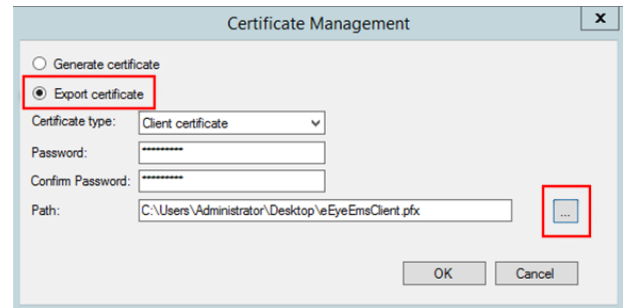 Certificate Management
x
Generate certificate
Export certificate
Certificate type: Client certificate
Password: *********
Confirm Password: *********
Path: C:\Users\Administrator\Desktop\eEyeEmsClient.pfx ...
OK Cancel